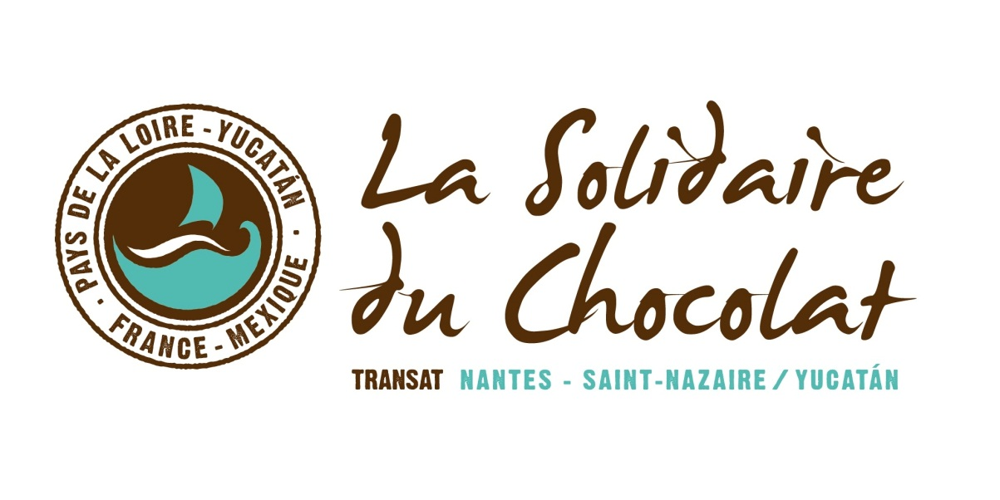 · PAYS DE LA LOIRE - YUCATÁN ·
FRANCE - MEXIQUE
La Solidaire
du Chocolat
TRANSAT NANTES - SAINT-NAZAIRE / YUCATÁN